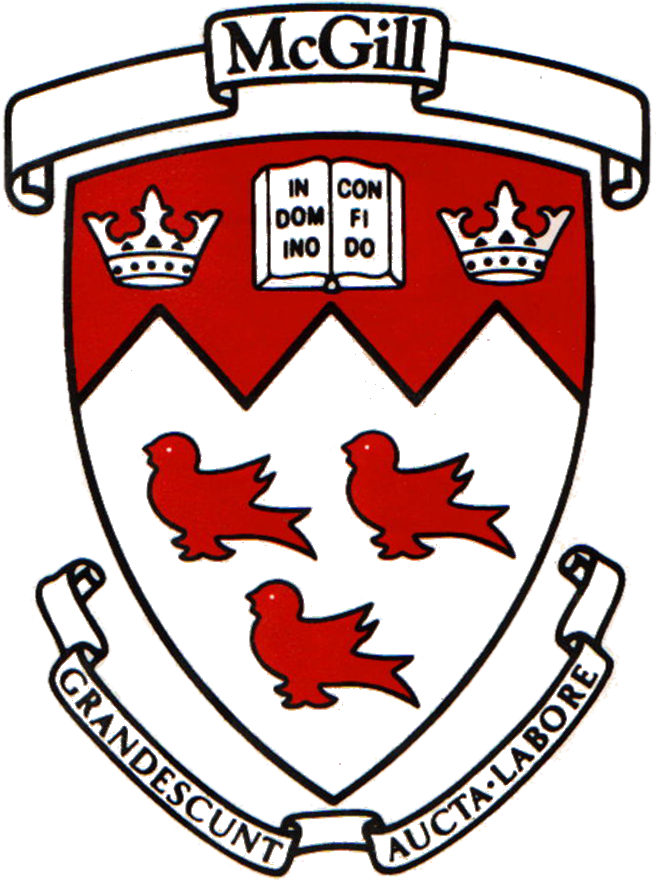 McGill
IN
DOM
INO
CON
FI
DO
GRANDESCUNT
AUCTA·LABORE